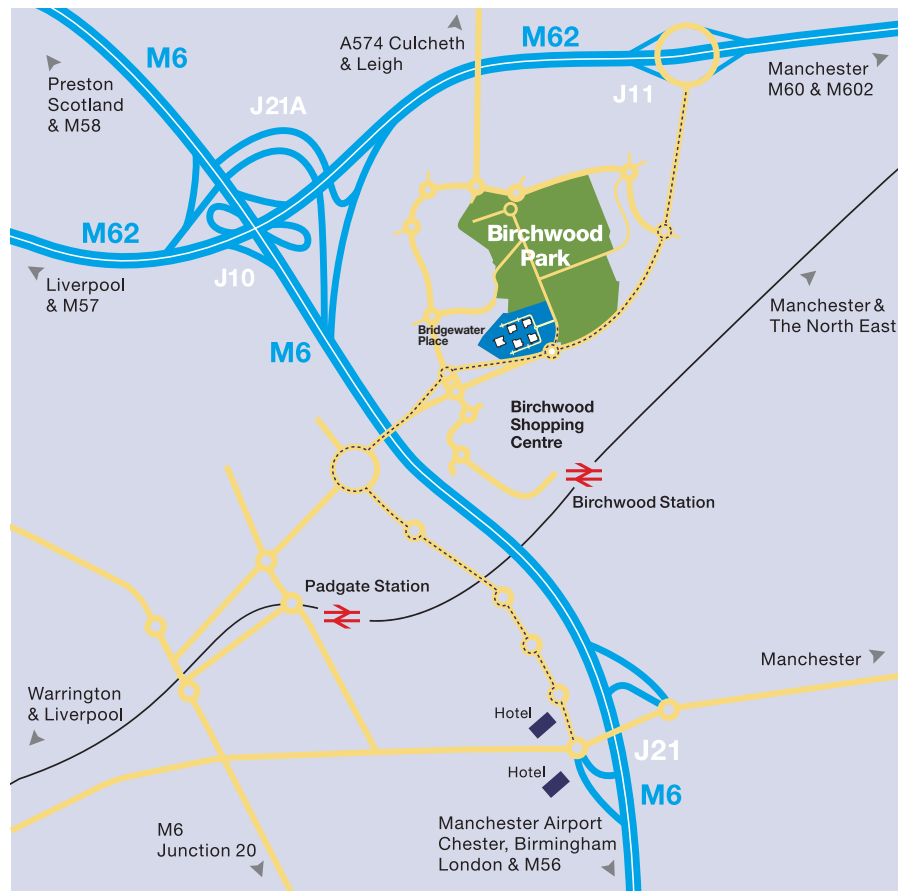 M6
A574 Culcheth
& Leigh
M62
Preston
Scotland
& M58
J21A
J11
Manchester
M60 & M602
M62
J10
Birchwood
Park
Liverpool
& M57
Manchester &
The North East
M6
Bridgewater
Place
Birchwood
Shopping
Centre
Birchwood Station
Padgate Station
Manchester
Warrington
& Liverpool
Hotel
J21
Hotel
M6
M6
Junction 20
Manchester Airport
Chester, Birmingham
London & M56